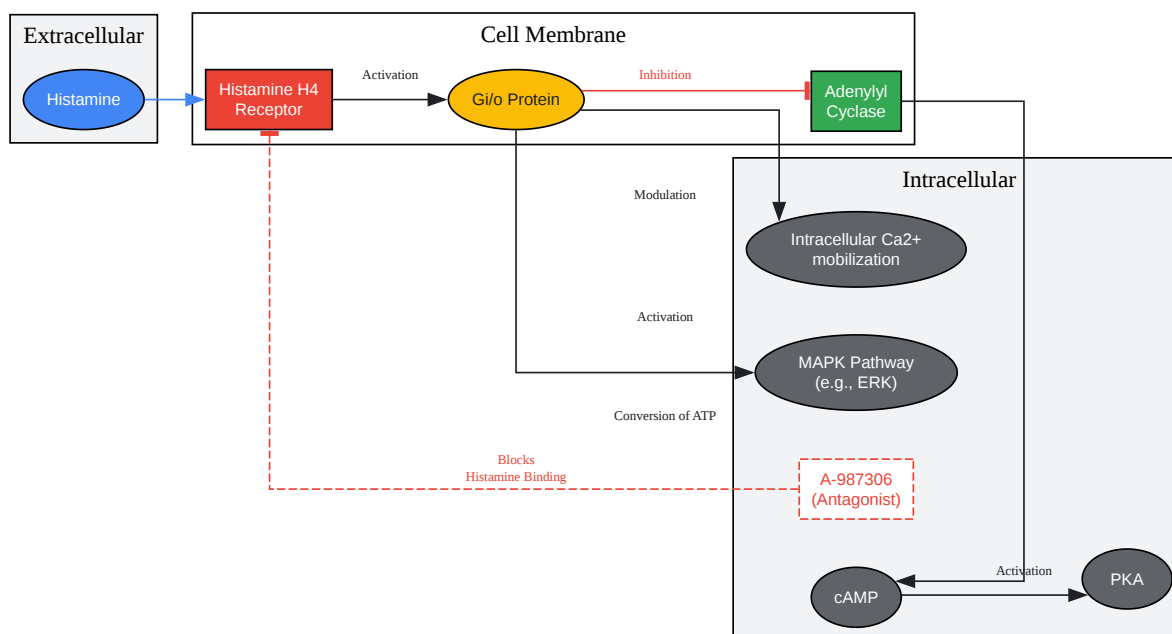 Extracellular
Cell Membrane
Histamine
Histamine H4
Receptor
Activation
Gi/o Protein
Inhibition
Adenylyl
Cyclase
Intracellular
Modulation
Intracellular Ca2+
mobilization
Activation
MAPK Pathway
(e.g., ERK)
Conversion of ATP
Blocks
Histamine Binding
A-987306
(Antagonist)
cAMP
Activation
PKA